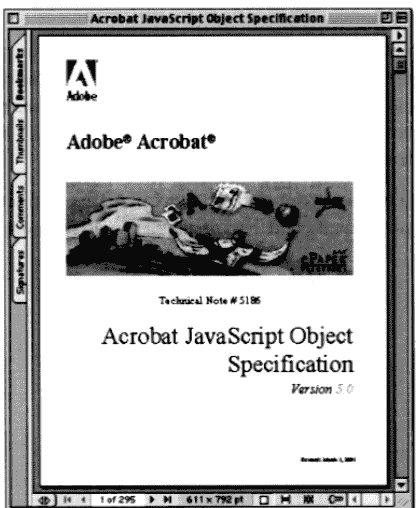 Acrobat JavaScript Object Specification
Bookmarks
Thumbnails
Comments
Signatures
Adobe
Adobe® Acrobat®
Technical Note # 5186
Acrobat JavaScript Object
Specification
Version 5.0
1 of 295
611 x 792 pt